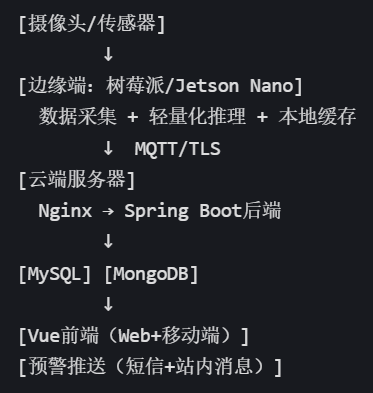 [摄像头/传感器]
↓
[边缘端：树莓派/Jetson Nano]
数据采集 + 轻量化推理 + 本地缓存
↓ MQTT/TLS
[云端服务器]
Nginx → Spring Boot后端
↓
[MySQL] [MongoDB]
↓
[Vue前端（Web+移动端）]
[预警推送（短信+站内消息）]